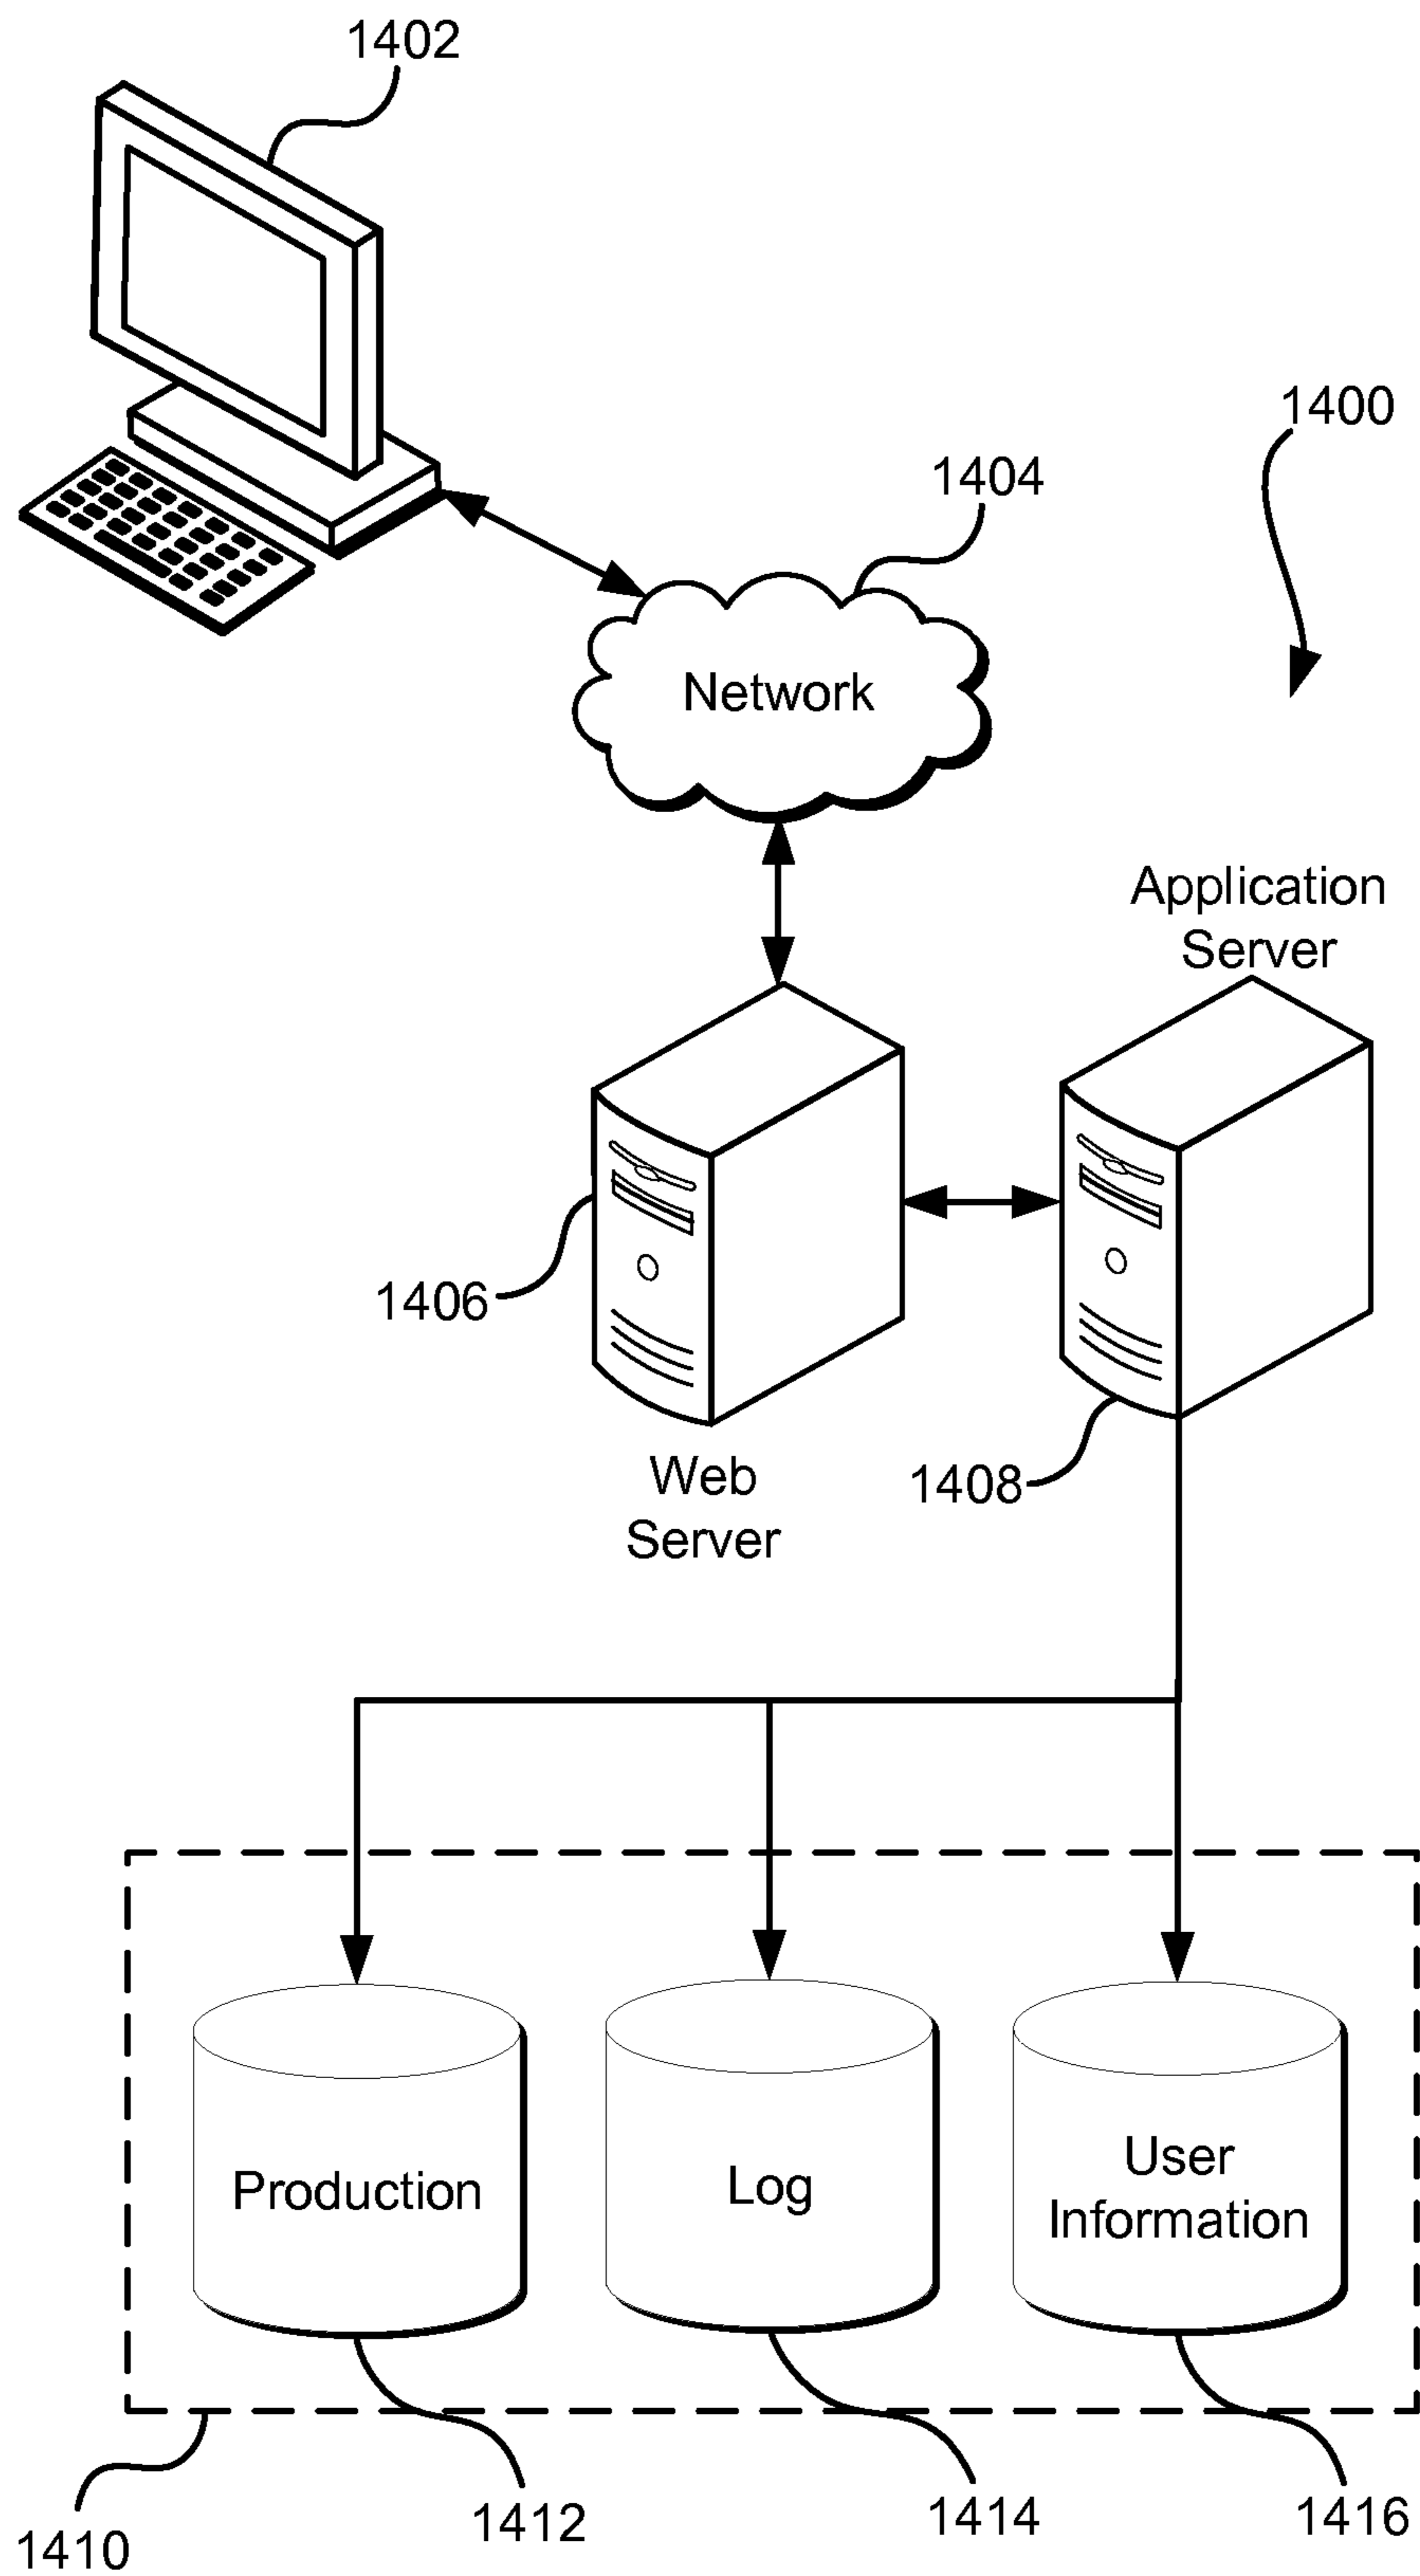 1402
1400
1404
Network
Application
Server
1406
Web
Server
1408
Production
Log
User
Information
1410
1412
1414
1416